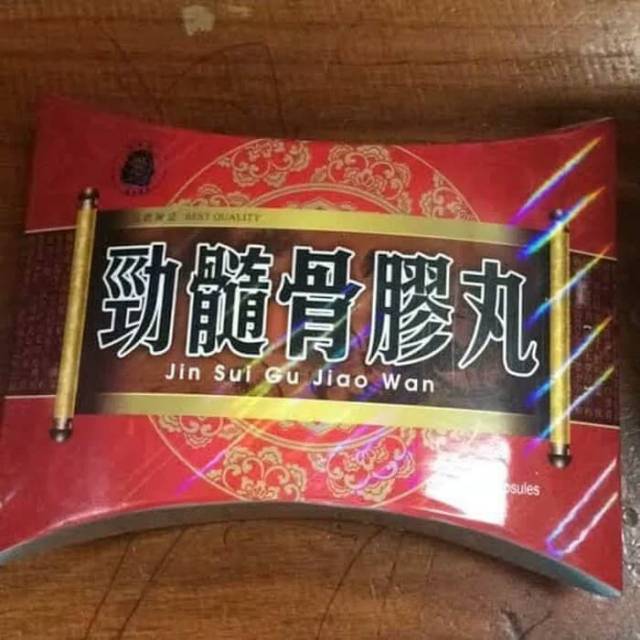 BEST QUALITY
勁髓骨膠丸
Jin Sui Gu Jiao Wan